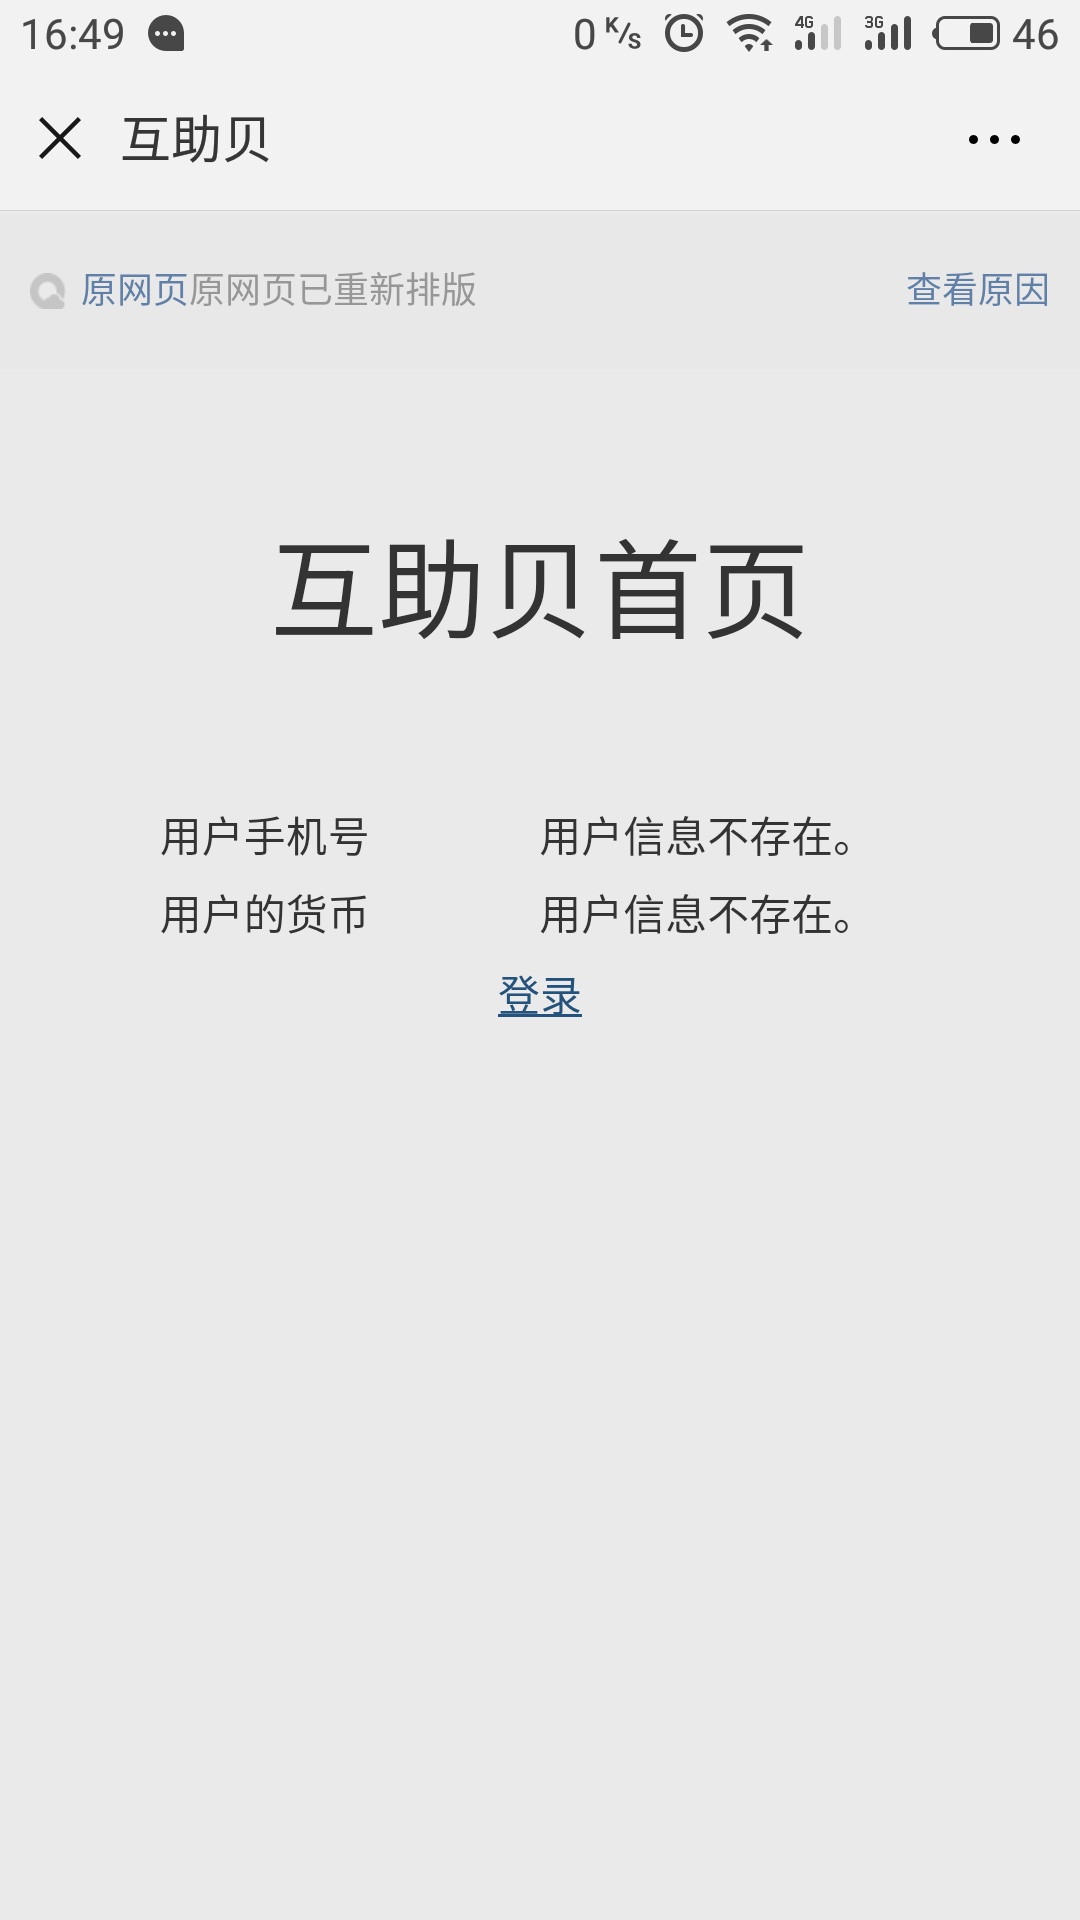 16:49
0 K/S 4G 3G 46
互助贝
原网页原网页已重新排版 查看原因
互助贝首页
用户手机号 用户信息不存在。
用户的货币 用户信息不存在。
登录